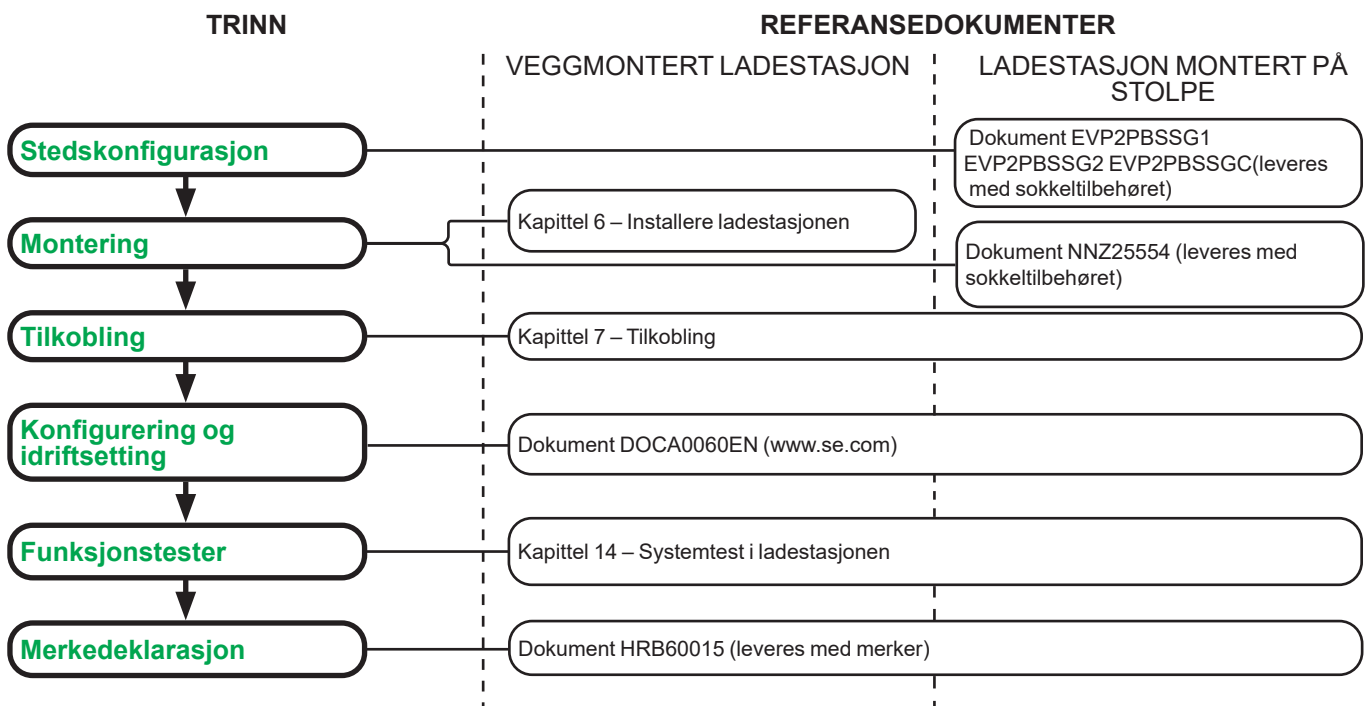 TRINN
REFERANSEDOKUMENTER
VEGGMONTERT LADESTASJON
LADESTASJON MONTERT PÅ
STOLPE
Stedskonfigurasjon
Dokument EVP2PBSSG1
EVP2PBSSG2 EVP2PBSSGC(leveres
med sokkeltilbehøret)
Montering
Kapittel 6 – Installere ladestasjonen
Dokument NNZ25554 (leveres med
sokkeltilbehøret)
Tilkobling
Kapittel 7 – Tilkobling
Konfigurering og
idriftsetting
Dokument DOCA0060EN (www.se.com)
Funksjonstester
Kapittel 14 – Systemtest i ladestasjonen
Merkedeklarasjon
Dokument HRB60015 (leveres med merker)